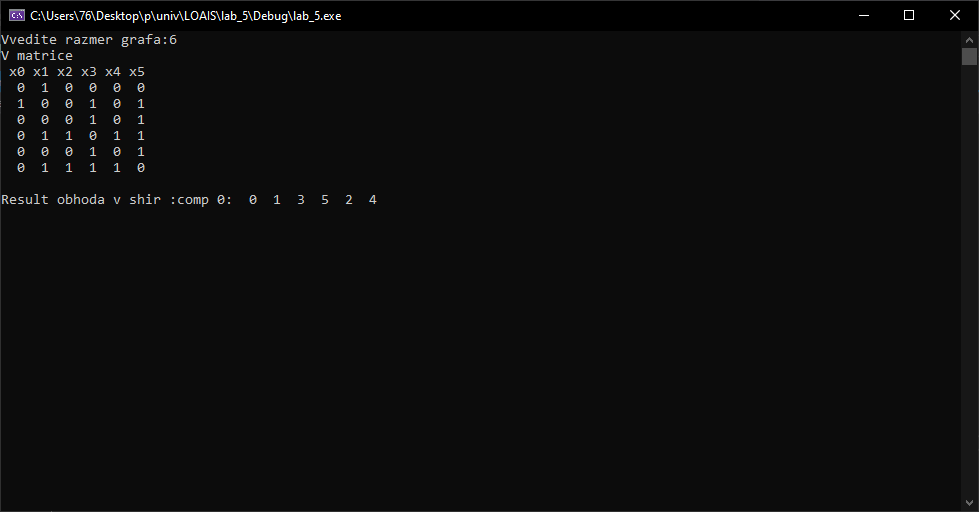 C:\Users\76\Desktop\p\univ\LOAIS\lab_5\Debug\lab_5.exe
Vvedite razmer grafa:6
V matrice
x0 x1 x2 x3 x4 x5
0 1 0 0 0 0
1 0 0 1 0 1
0 0 0 1 0 1
0 1 1 0 1 1
0 0 0 1 0 1
0 1 1 1 1 0
Result obhoda v shir :comp 0: 0 1 3 5 2 4